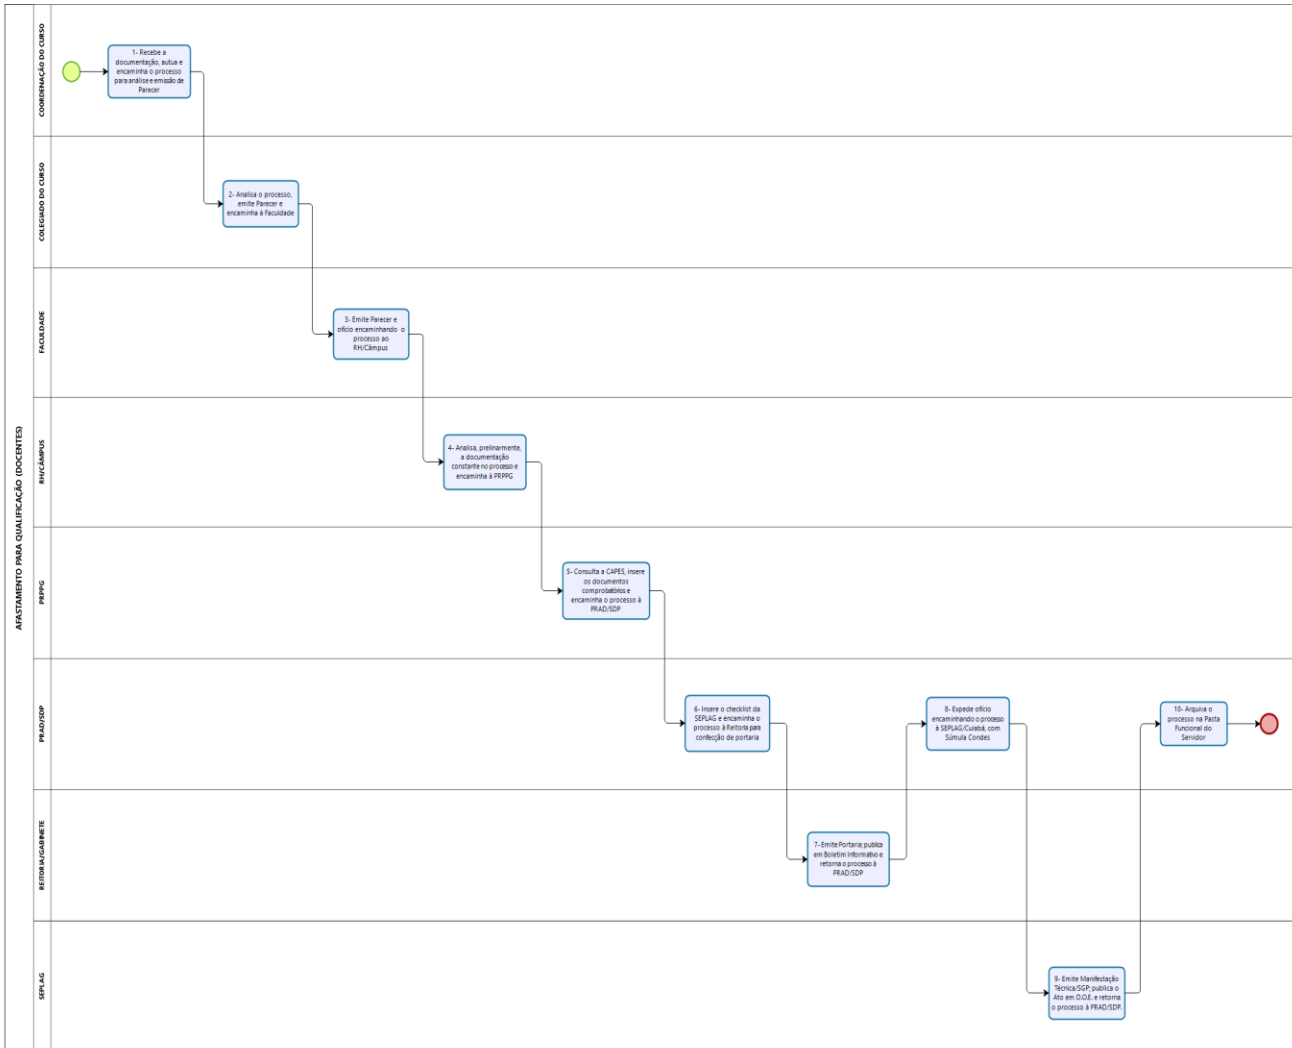 AFASTAMENTO PARA QUALIFICAÇÃO (DOCENTES)
COORDENAÇÃO DO CURSO
1- Recebe a
documentação, autua e
encaminha o processo
para análise e emissão de
Parecer
COLEGIADO DO CURSO
2- Analisa o processo,
emite Parecer e
encaminha à Faculdade
FACULDADE
3- Emite Parecer e
ofício encaminhando o
processo ao
RH/Câmpus
RH/CÂMPUS
4- Analisa, prelinarmente,
a documentação
constante no processo e
encaminha à PRPPG
PRPPG
5- Consulta a CAPES, insere
os documentos
comprobatórios e
encaminha o processo à
PRAD/SDP
PRAD/SDP
6- Insere o checklist da
SEPLAG e encaminha o
processo à Reitoria para
confecção de portaria
8- Expede ofício
encaminhando o processo
à SEPLAG/Cuiabá, com
Súmula Condes
10- Arquiva o
processo na Pasta
Funcional do
Servidor
REITORIA/GABINETE
7- Emite Portaria; publica
em Boletim Informativo e
retorna o processo à
PRAD/SDP
SEPLAG
9- Emite Manifestação
Técnica/SGP; publica o
Ato em D.O.E. e retorna
o processo à PRAD/SDP.